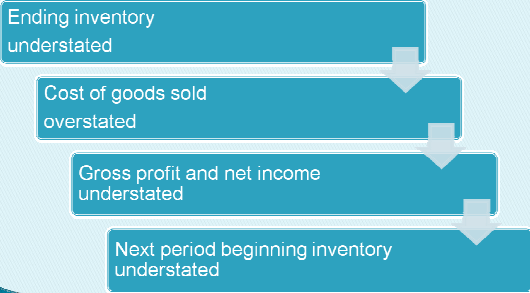 Ending inventory
understated
Cost of goods sold
overstated
Gross profit and net income
understated
Next period beginning inventory
understated